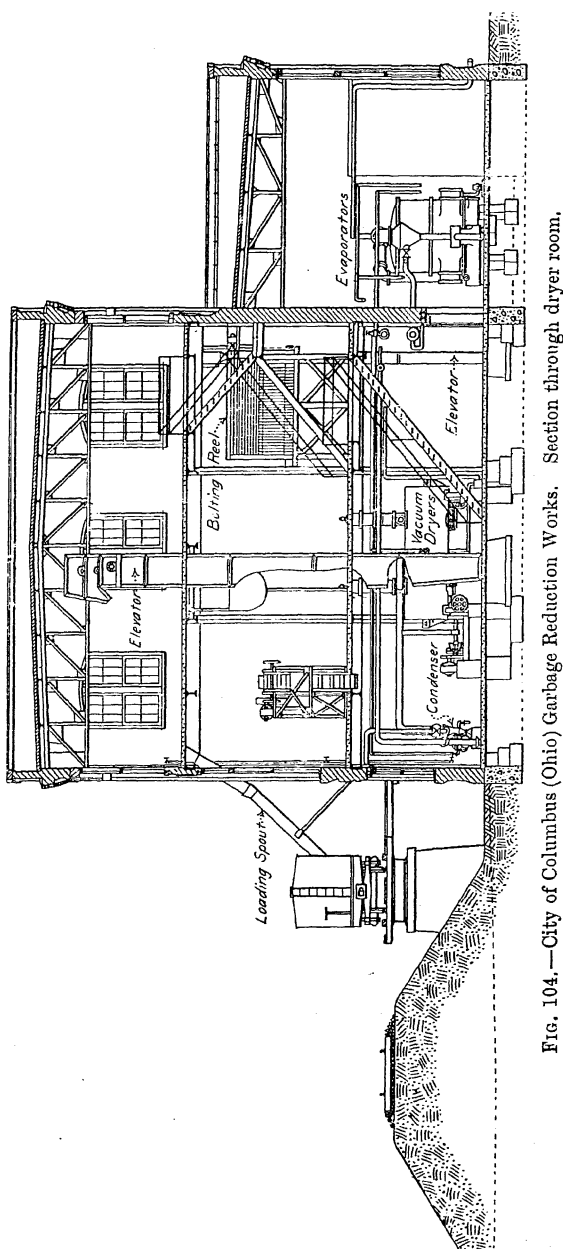 Loading Spout
Elevator
Condenser
Bulting Reel
Vacuum
Dryers
Elevator
Evaporators
FIG. 104.—City of Columbus (Ohio) Garbage Reduction Works. Section through dryer room.